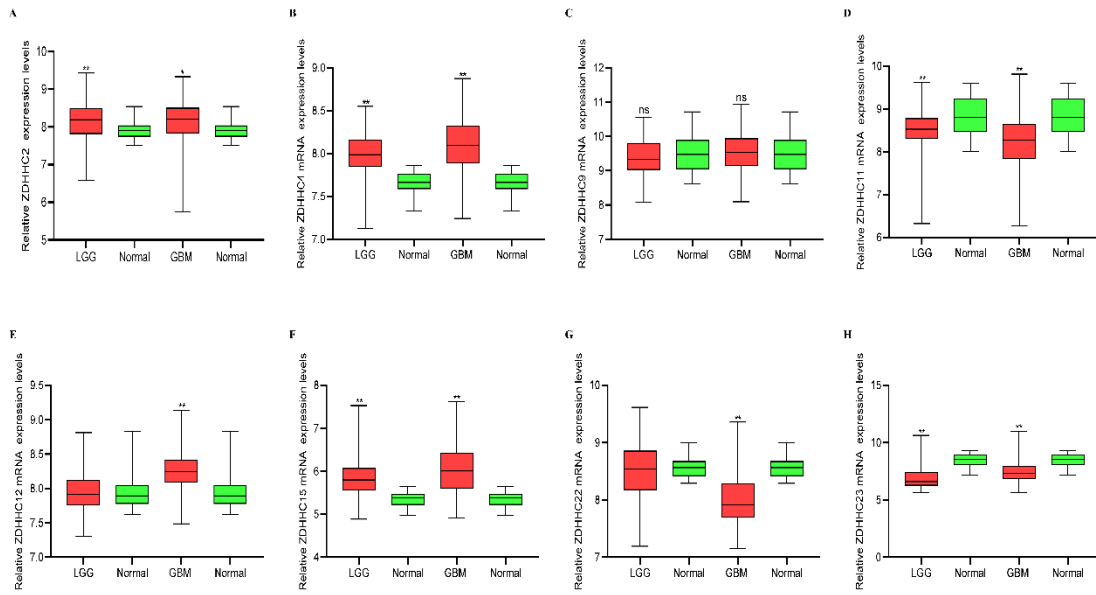 A
B
C
D
Relative ZDHHC2 expression levels
10
9
8
7
6
5
**
*
LGG Normal GBM Normal
Relative ZDHHC4 mRNA expression levels
9.0
8.5
8.0
7.5
7.0
**
**
LGG Normal GBM Normal
Relative ZDHHC9 mRNA expression levels
12
11
10
9
8
7
ns
ns
LGG Normal GBM Normal
Relative ZDHHC11 mRNA expression levels
10
9
8
7
6
**
**
LGG Normal GBM Normal
E
F
G
H
Relative ZDHHC12 mRNA expression levels
9.5
9.0
8.5
8.0
7.5
7.0
**
LGG Normal GBM Normal
Relative ZDHHC15 mRNA expression levels
8
7
6
5
4
**
**
LGG Normal GBM Normal
Relative ZDHHC22 mRNA expression levels
10
9
8
7
**
LGG Normal GBM Normal
Relative ZDHHC23 mRNA expression levels
15
10
5
0
**
**
LGG Normal GBM Normal